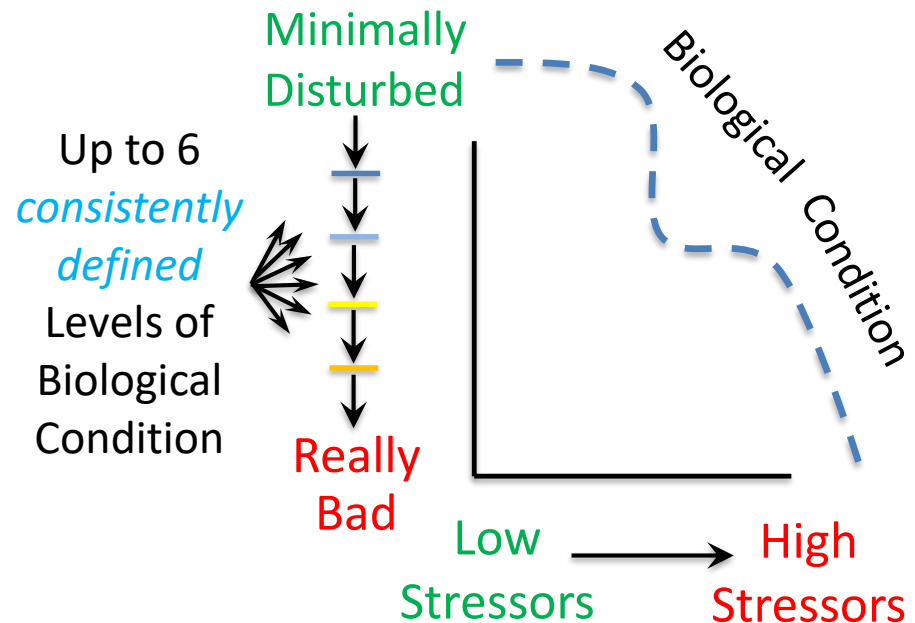 Minimally
Disturbed
Up to 6
consistently
defined
Levels of
Biological
Condition
Really
Bad
Biological Condition
Low
Stressors
High
Stressors